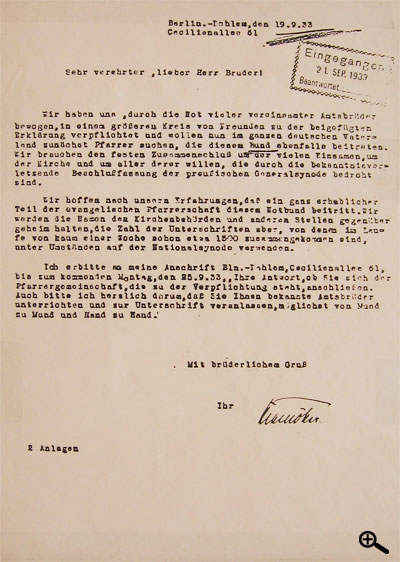 Berlin.-Dahlem,den 19.9.33
Cecilienallee 61
Eingegangen
21. SEP. 1933
Beantwortet
Sehr verehrter ,lieber Herr Bruder!
Wir haben uns ,durch die Not vieler vereinsamter Amtsbrüder
bewogen,in einem größeren Kreis von Freunden zu der beigefügten
Erklärung verpflichtet und wollen nun im ganzen deutschen Vater-
land zunächst Pfarrer suchen, die diesem Bund ebenfalls beitreten.
Wir brauchen den festen Zusammenschluß um der vielen Einsamen,um
der Kirche und um aller derer willen, die durch die bekenntnisver-
letzende Beschlußfassung der preußischen Generalsynode bedroht
sind.
Wir hoffen nach unsern Erfahrungen, daß ein ganz erheblicher
Teil der evangelischen Pfarrerschaft diesem Notbund beitritt. Wir
werden die Namen den Kirchenbehörden und anderen Stellen gegenüber
geheim halten, die Zahl der Unterschriften aber, von denen im Lau-
fe von kaum einer Woche schon etwa 1300 zusammengekommen sind,
unter Umständen auf der Nationalsynode verwenden.
Ich erbitte an meine Anschrift Bln.-Dahlem,Cecilienallee 61,
bis zum kommenden Montag, den 25.9.33,, Ihre Antwort, ob Sie sich der
Pfarrergemeinschaft,die zu der Verpflichtung steht, anschließen.
Auch bitte ich herzlich darum,daß Sie Ihnen bekannte Amtsbrüder
unterrichten und zur Unterschrift veranlassen,möglichst von Mund
zu Mund und Hand zu Hand.
Mit brüderlichem Gruß
Ihr
2 Anlagen